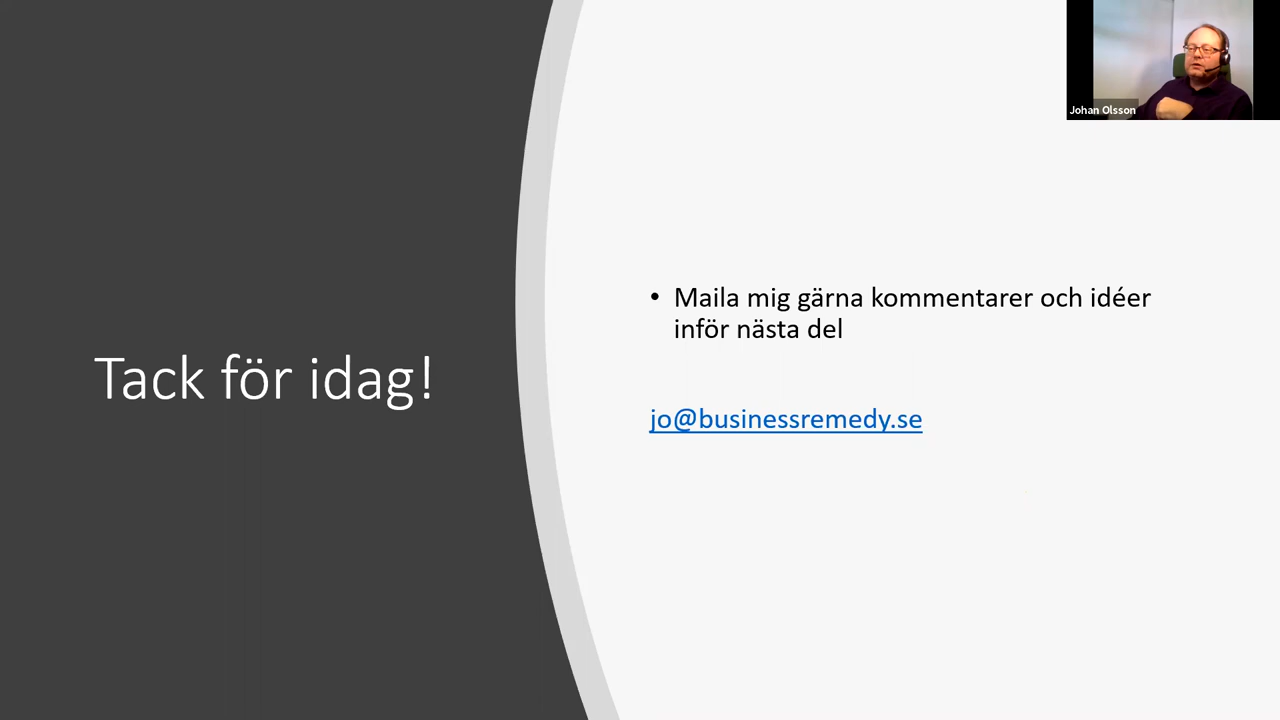 Johan Olsson
Tack för idag!
• Maila mig gärna kommentarer och idéer
inför nästa del
jo@businessremedy.se